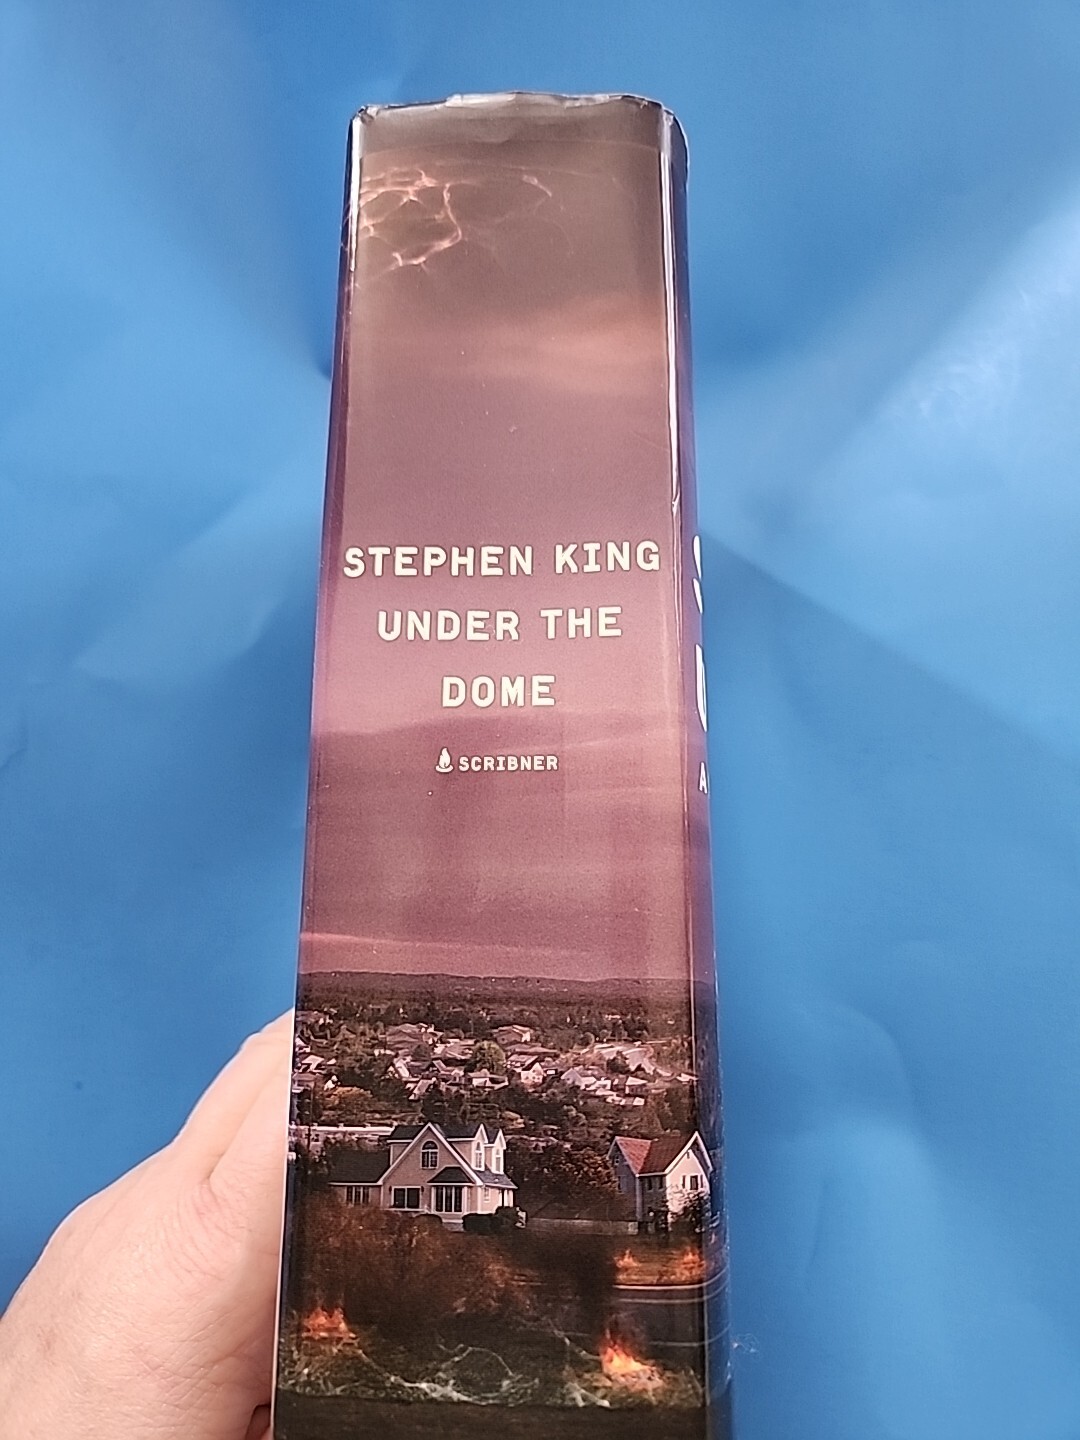 STEPHEN KING
UNDER THE
DOME
SCRIBNER